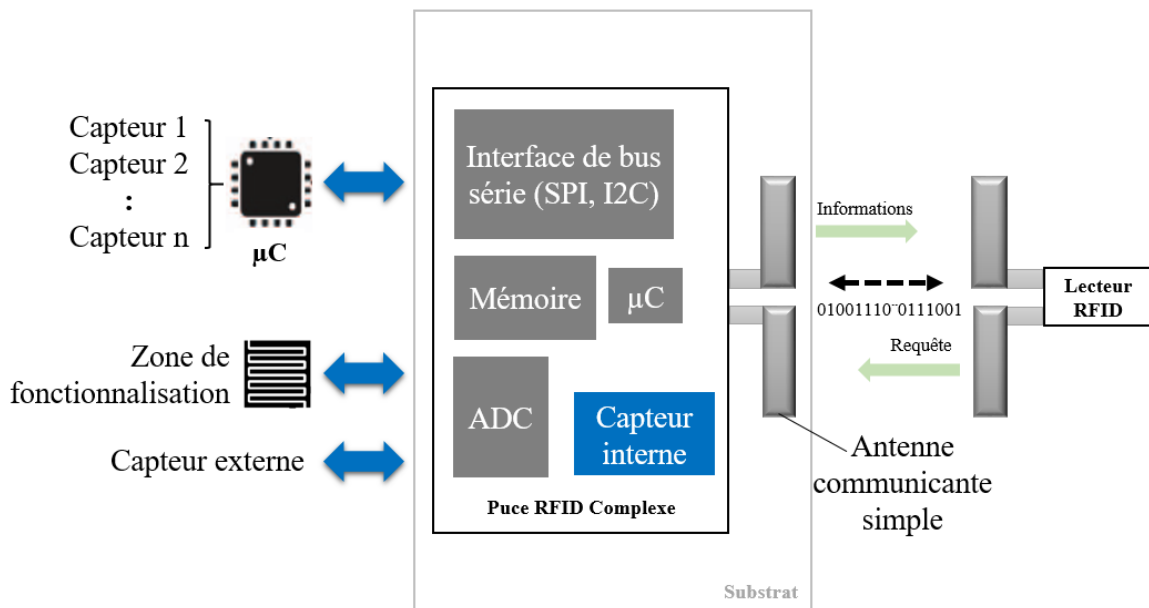 Capteur 1
Capteur 2
:
Capteur n
µC
Zone de
fonctionnalisation
Capteur externe
Interface de bus
série (SPI, I2C)
Mémoire
µC
ADC
Capteur
interne
Puce RFID Complexe
Substrat
Informations
01001110¨0111001
Requête
Antenne
communicante
simple
Lecteur
RFID